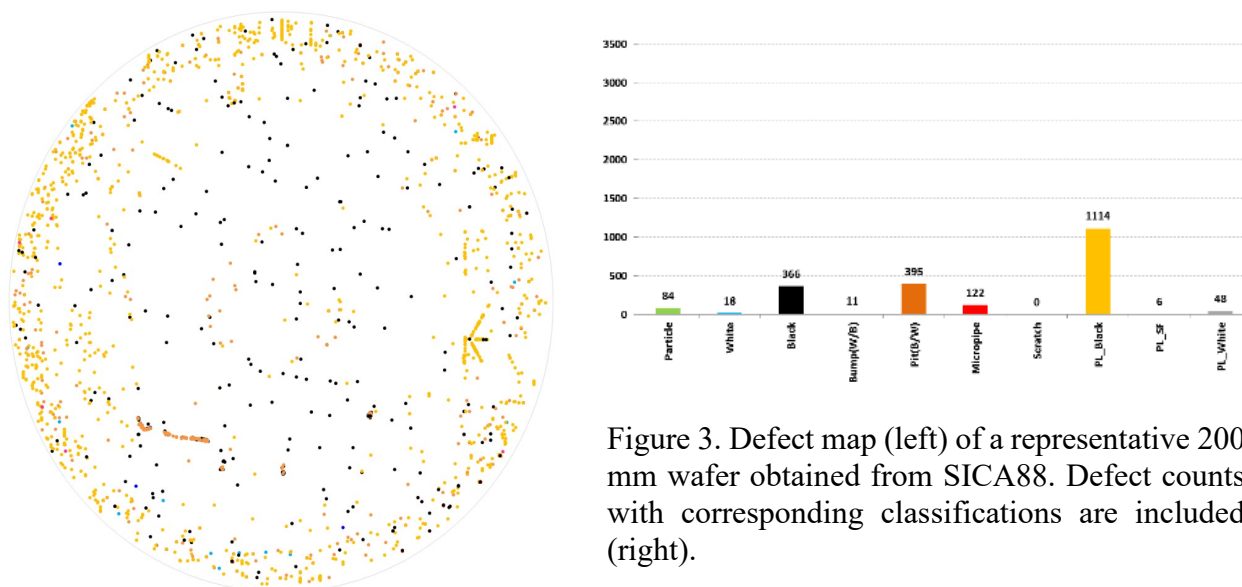 3500
3000
2500
2000
1500
1000
500
0
84
18
366
11
395
122
0
1114
6
48
Particle
White
Black
Bump(W/B)
Pit(B/W)
Micropipe
Scratch
PL_Black
PL_SF
PL_White
Figure 3. Defect map (left) of a representative 200
mm wafer obtained from SICA88. Defect counts
with corresponding classifications are included
(right).